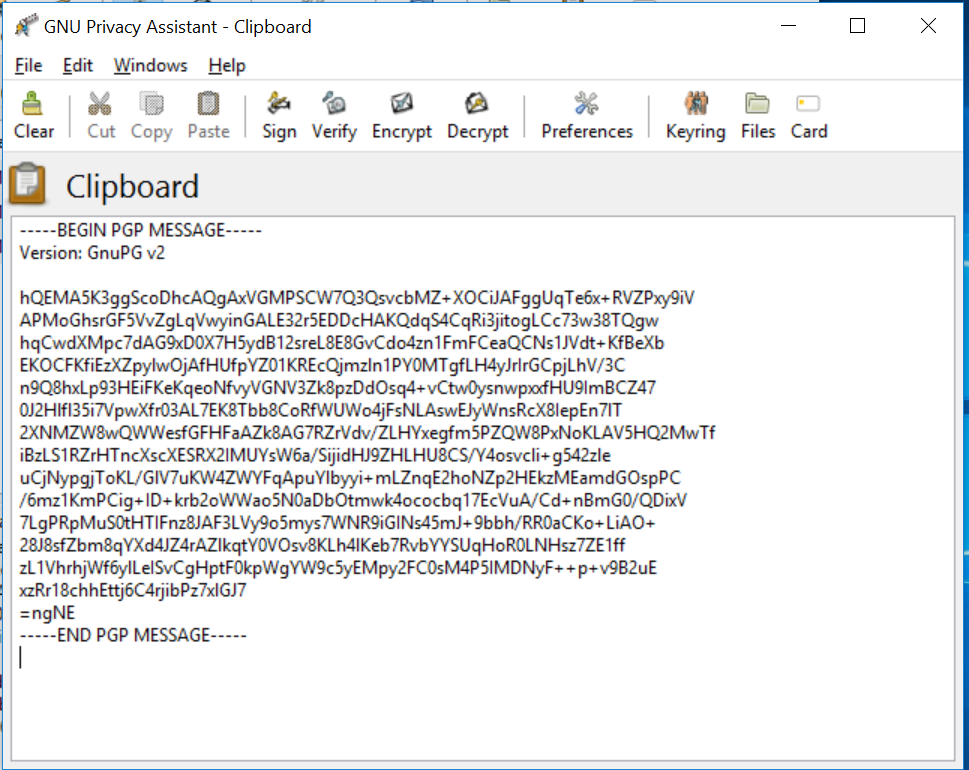 GNU Privacy Assistant - Clipboard
File Edit Windows Help
Clear Cut Copy Paste Sign Verify Encrypt Decrypt Preferences Keyring Files Card
Clipboard
-----BEGIN PGP MESSAGE-----
Version: GnuPG v2
hQEMA5K3ggScoDhcAQgAxVGMPSCW7Q3QsvcbMZ+XOCiJAFggUqTe6x+RVZPxy9iV
APMoGhsrGF5VvZgLqVwyinGALE32r5EDDcHAKQdqS4CqRi3jitogLCc73w38TQgw
hqCwdXMpc7dAG9xD0X7H5ydB12sreL8E8GvCdo4zn1FmFCeaQCNs1JVdt+KfBeXb
EKOCFKfiEzXZpylwOjAfHUfpYZ01KREcQjmzIn1PY0MTgfLH4yJrIrGCpjLhV/3C
n9Q8hxLp93HEiFKeKqeoNfvyVGNV3Zk8pzDdOsq4+vCtw0ysnwpxxfHU9ImBCZ47
0J2HIfI35i7VpwXfr03AL7EK8Tbb8CoRfWUWo4jFsNLAswEJyWnsRcX8IepEn7IT
2XNMZW8wQWWesfGFHFaAZk8AG7RZrVdv/ZLHYxegfm5PZQW8PxNoKLAV5HQ2MwTf
iBzLS1RZrHTncXscXESRX2IMUYsW6a/SijidHJ9ZHLHU8CS/Y4osvcIi+g542zIe
uCjNypgjToKL/GIV7uKW4ZWYFqApuYIbyyi+mLZnqE2hoNZp2HEkzMEamdGOspPC
/6mz1KmPCig+ID+krb2oWWao5N0aDbOtmwk4ococbq17EcVuA/Cd+nBmG0/QDixV
7LgPRpMuS0tHTIFnz8JAF3LVy9o5mys7WNR9iGINs45mJ+9bbh/RR0aCKo+LiAO+
28J8sfZbm8qYXd4JZ4rAZIkqtY0VOsv8KLh4IKeb7RvbYYSUqHoR0LNHsz7ZE1ff
zL1VhrhjWf6yILeISvCgHptF0kpWgYW9c5yEMpy2FC0sM4P5IMDNyF++p+v9B2uE
xzRr18chhEttj6C4rjibPz7xIGJ7
=ngNE
-----END PGP MESSAGE-----